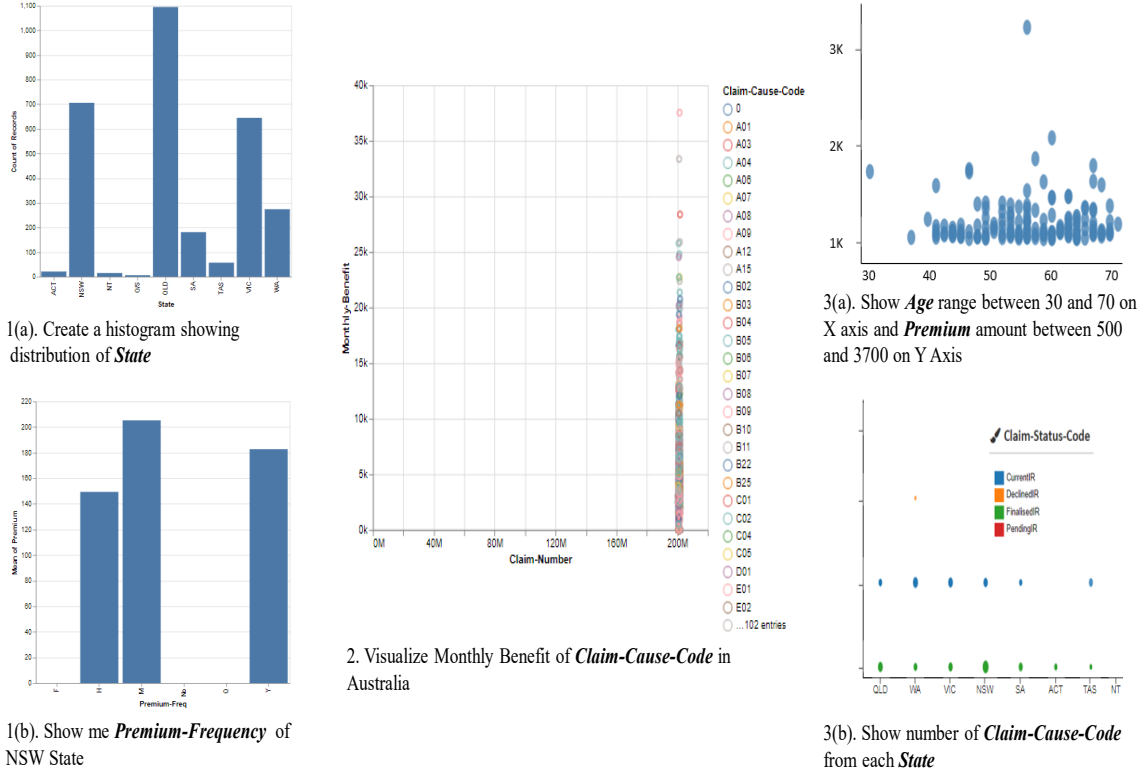 1,100
1,000
900
800
700
600
500
400
300
200
100
0
Count of Records
ACT
NSW
NT
O/S
QLD
SA
TAS
VIC
WA
State
1(a). Create a histogram showing
distribution of State
220
200
180
160
140
120
100
80
60
40
20
0
Mean of Premium
F
H
M
No
Q
Y
Premium-Freq
1(b). Show me Premium-Frequency of
NSW State
40k
35k
30k
25k
20k
15k
10k
5k
0k
Monthly-Benefit
0M
40M
80M
120M
160M
200M
Claim-Number
Claim-Cause-Code
0
A01
A03
A04
A06
A07
A08
A09
A12
A15
B02
B03
B04
B05
B06
B07
B08
B09
B10
B11
B22
B25
C01
C02
C04
C05
D01
E01
E02
...102 entries
2. Visualize Monthly Benefit of Claim-Cause-Code in
Australia
3K
2K
1K
30
40
50
60
70
3(a). Show Age range between 30 and 70 on
X axis and Premium amount between 500
and 3700 on Y Axis
Claim-Status-Code
CurrentIR
DeclinedIR
FinalisedIR
PendingIR
QLD
WA
VIC
NSW
SA
ACT
TAS
NT
3(b). Show number of Claim-Cause-Code
from each State